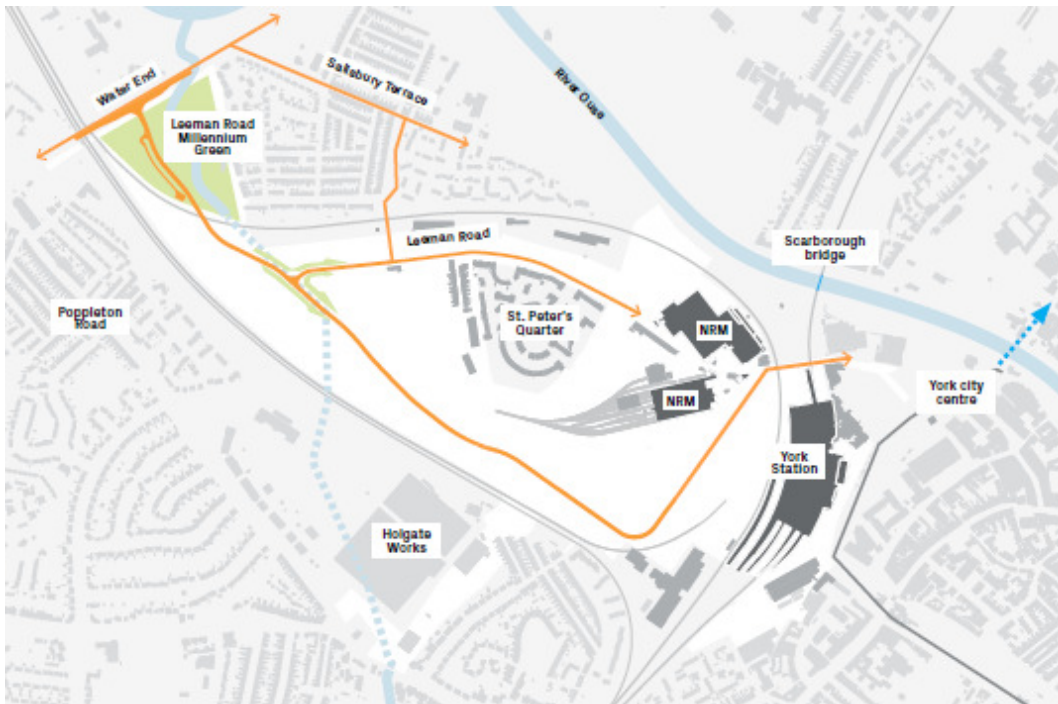 Water End
Salisbury Terrace
Leeman Road
Millennium
Green
River Ouse
Leeman Road
Scarborough
bridge
Poppleton
Road
St. Peter's
Quarter
NRM
NRM
York city
centre
York
Station
Holgate
Works